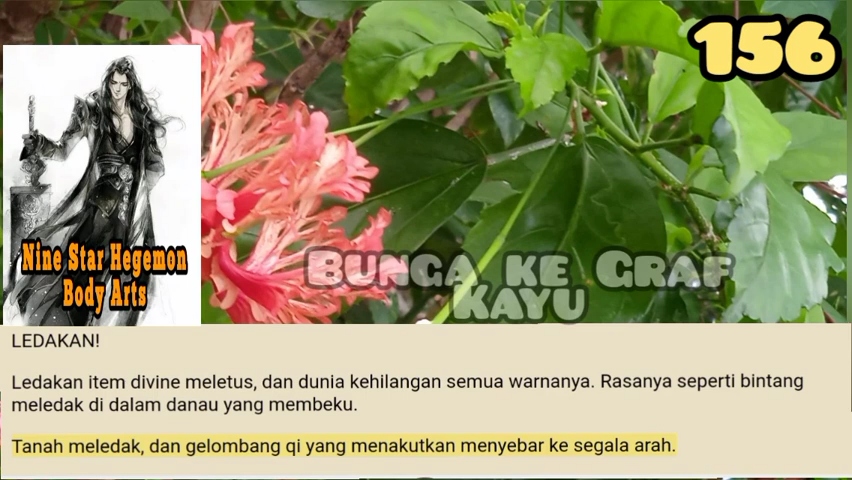 156
Nine Star Hegemon
Body Arts
BUNGA KE GRAF
KAYU
LEDAKAN!
Ledakan item divine meletus, dan dunia kehilangan semua warnanya. Rasanya seperti bintang
meledak di dalam danau yang membeku.
Tanah meledak, dan gelombang qi yang menakutkan menyebar ke segala arah.